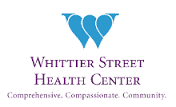 WHITTIER STREET
HEALTH CENTER
Comprehensive. Compassionate. Community.